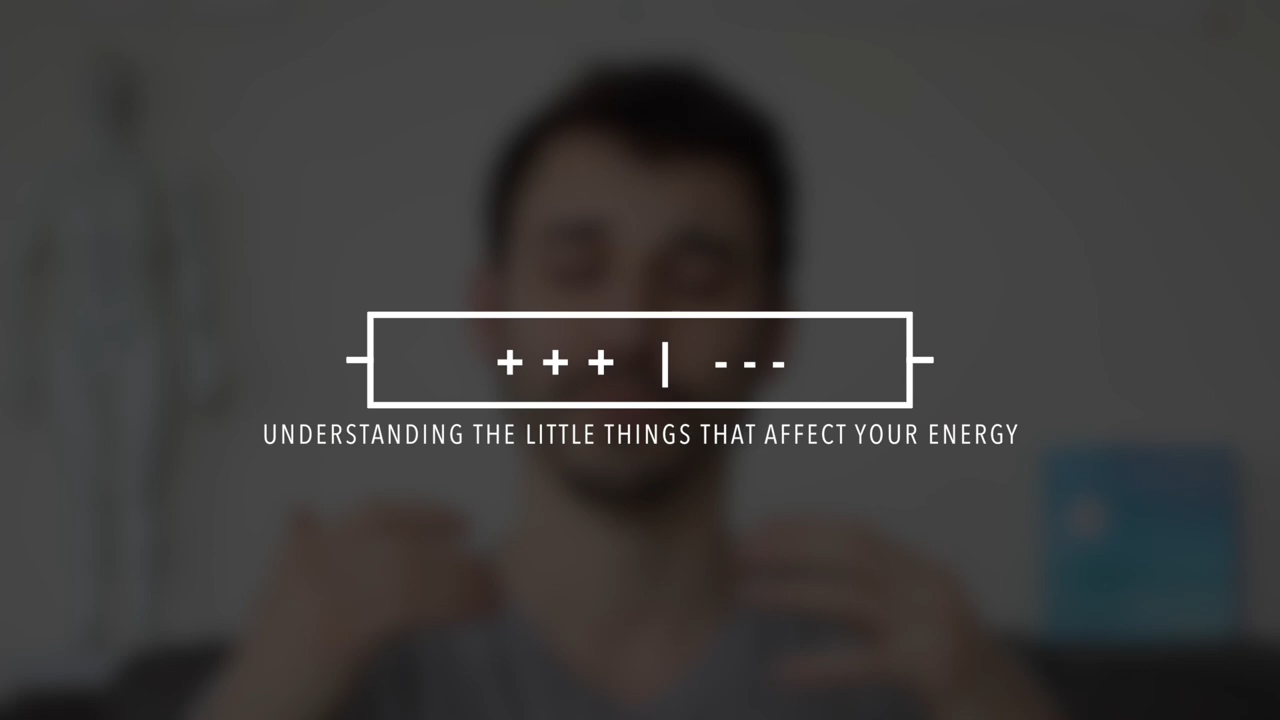 + + + | - - -
UNDERSTANDING THE LITTLE THINGS THAT AFFECT YOUR ENERGY